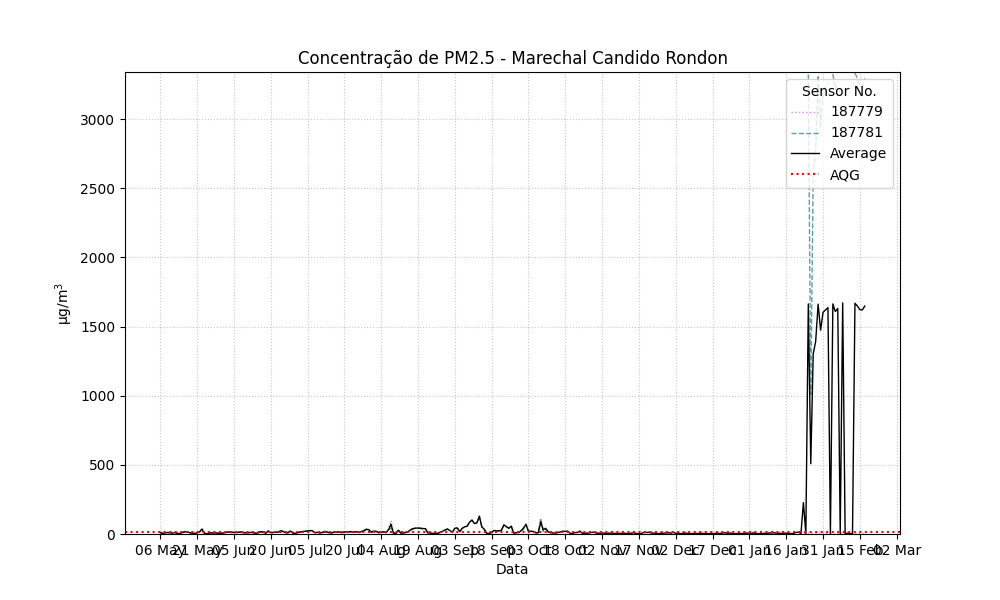 Concentração de PM2.5 - Marechal Candido Rondon
Sensor No.
187779
187781
Average
AQG
3000
2500
2000
1500
1000
500
0
µg/m³
06 May 21 May 05 Jun 20 Jun 05 Jul 20 Jul 04 Aug 19 Aug 03 Sep 18 Sep 03 Oct 18 Oct 02 Nov 17 Nov 02 Dec 17 Dec 01 Jan 16 Jan 31 Jan 15 Feb 02 Mar
Data